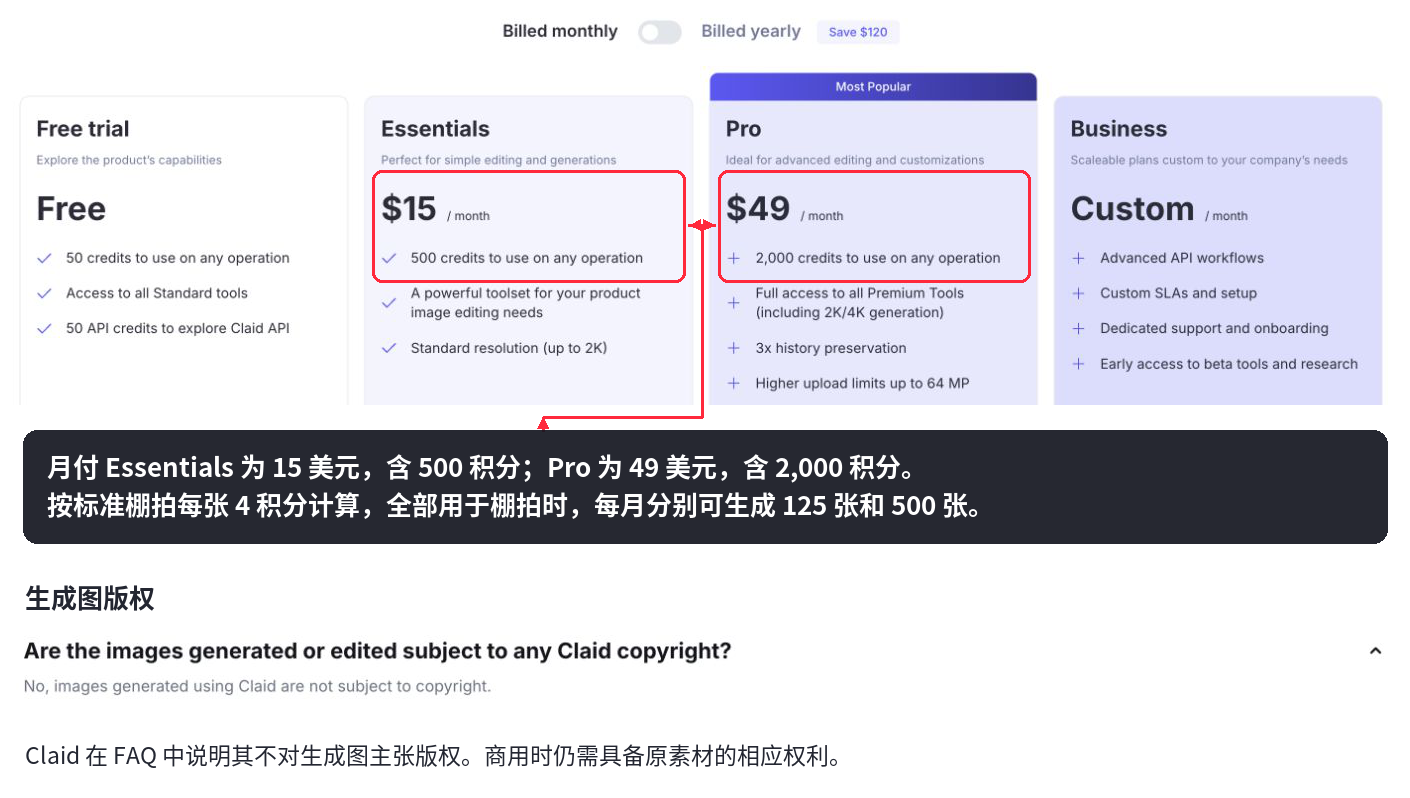 Billed monthly
Billed yearly
Save $120
Free trial
Explore the product's capabilities
Free
50 credits to use on any operation
Access to all Standard tools
50 API credits to explore Claid API
Essentials
Perfect for simple editing and generations
$15 / month
500 credits to use on any operation
A powerful toolset for your product
image editing needs
Standard resolution (up to 2K)
Most Popular
Pro
Ideal for advanced editing and customizations
$49 / month
2,000 credits to use on any operation
Full access to all Premium Tools
(including 2K/4K generation)
3x history preservation
Higher upload limits up to 64 MP
Business
Scaleable plans custom to your company's needs
Custom / month
Advanced API workflows
Custom SLAs and setup
Dedicated support and onboarding
Early access to beta tools and research
月付 Essentials 为 15 美元，含 500 积分；Pro 为 49 美元，含 2,000 积分。
按标准棚拍每张 4 积分计算，全部用于棚拍时，每月分别可生成 125 张和 500 张。
生成图版权
Are the images generated or edited subject to any Claid copyright?
No, images generated using Claid are not subject to copyright.
Claid 在 FAQ 中说明其不对生成图主张版权。商用时仍需具备原素材的相应权利。